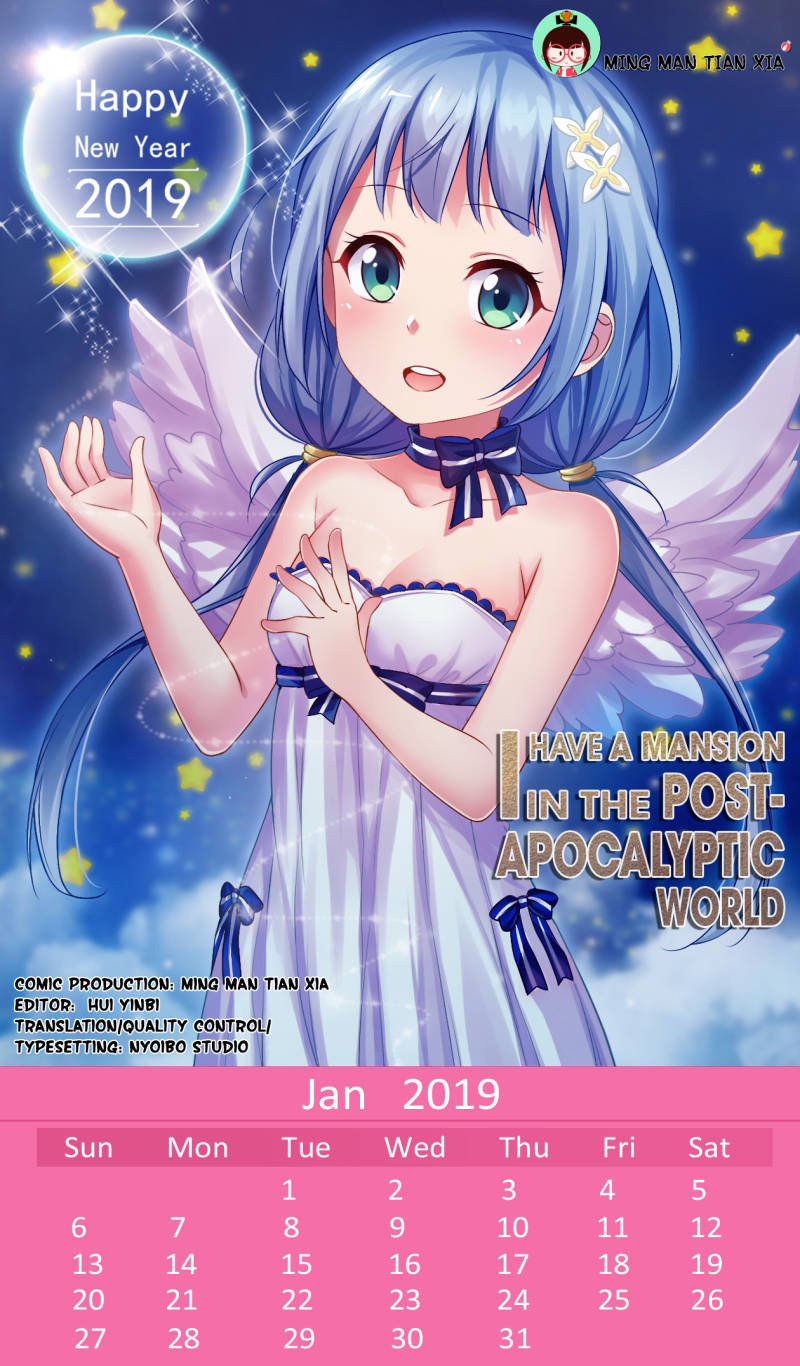 MING MAN TIAN XIA
Happy
New Year
2019
I HAVE A MANSION
IN THE POST-
APOCALYPTIC
WORLD
COMIC PRODUCTION: MING MAN TIAN XIA
EDITOR: HUI YINBI
TRANSLATION/QUALITY CONTROL/
TYPESETTING: NYOIBO STUDIO
Jan 2019
Sun Mon Tue Wed Thu Fri Sat
1 2 3 4 5
6 7 8 9 10 11 12
13 14 15 16 17 18 19
20 21 22 23 24 25 26
27 28 29 30 31